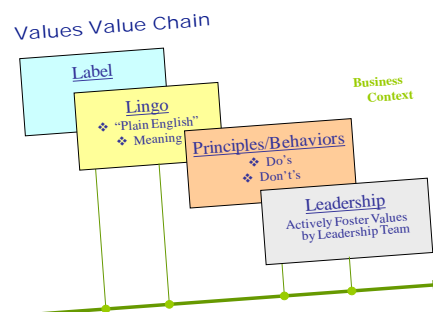 Values Value Chain
Label
Lingo
❖ "Plain English"
❖ Meaning
Principles/Behaviors
❖ Do's
❖ Don't's
Leadership
Actively Foster Values
by Leadership Team
Business
Context